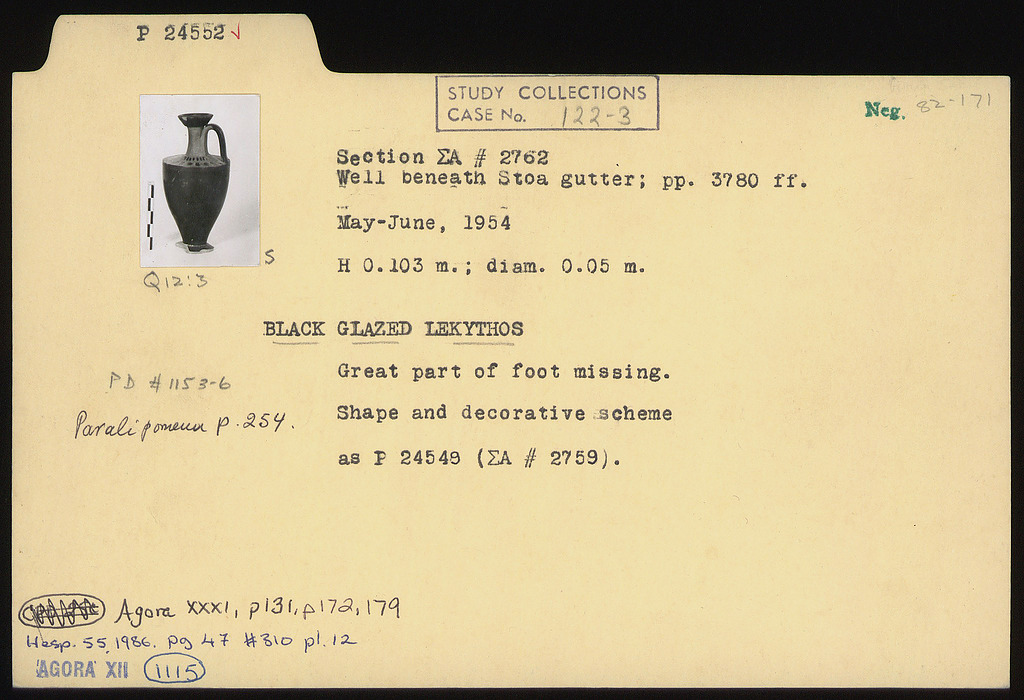 P 24552 √
STUDY COLLECTIONS
CASE No. 122-3
Neg. 82-171
Section ΣA # 2762
Well beneath Stoa gutter; pp. 3780 ff.
May-June, 1954
H 0.103 m.; diam. 0.05 m.
S
Q12:3
BLACK GLAZED LEKYTHOS
Great part of foot missing.
PD #1153-6
Shape and decorative scheme
Paralipomena p. 254.
as P 24549 (ΣA # 2759).
Agora XXXI, p131, p172, 179
Hesp. 55, 1986. pg 47 #310 pl. 12
AGORA XII 1115